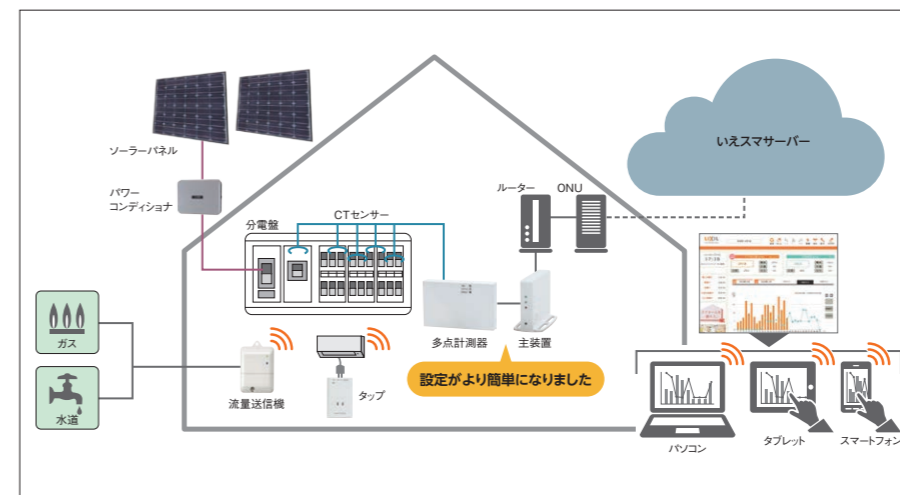 ソーラーパネル
いえスマサーバー
パワー
コンディショナ
ルーター
ONU
分電盤
CTセンサー
ガス
水道
流量送信機
タップ
多点計測器
主装置
設定がより簡単になりました
パソコン
タブレット
スマートフォン